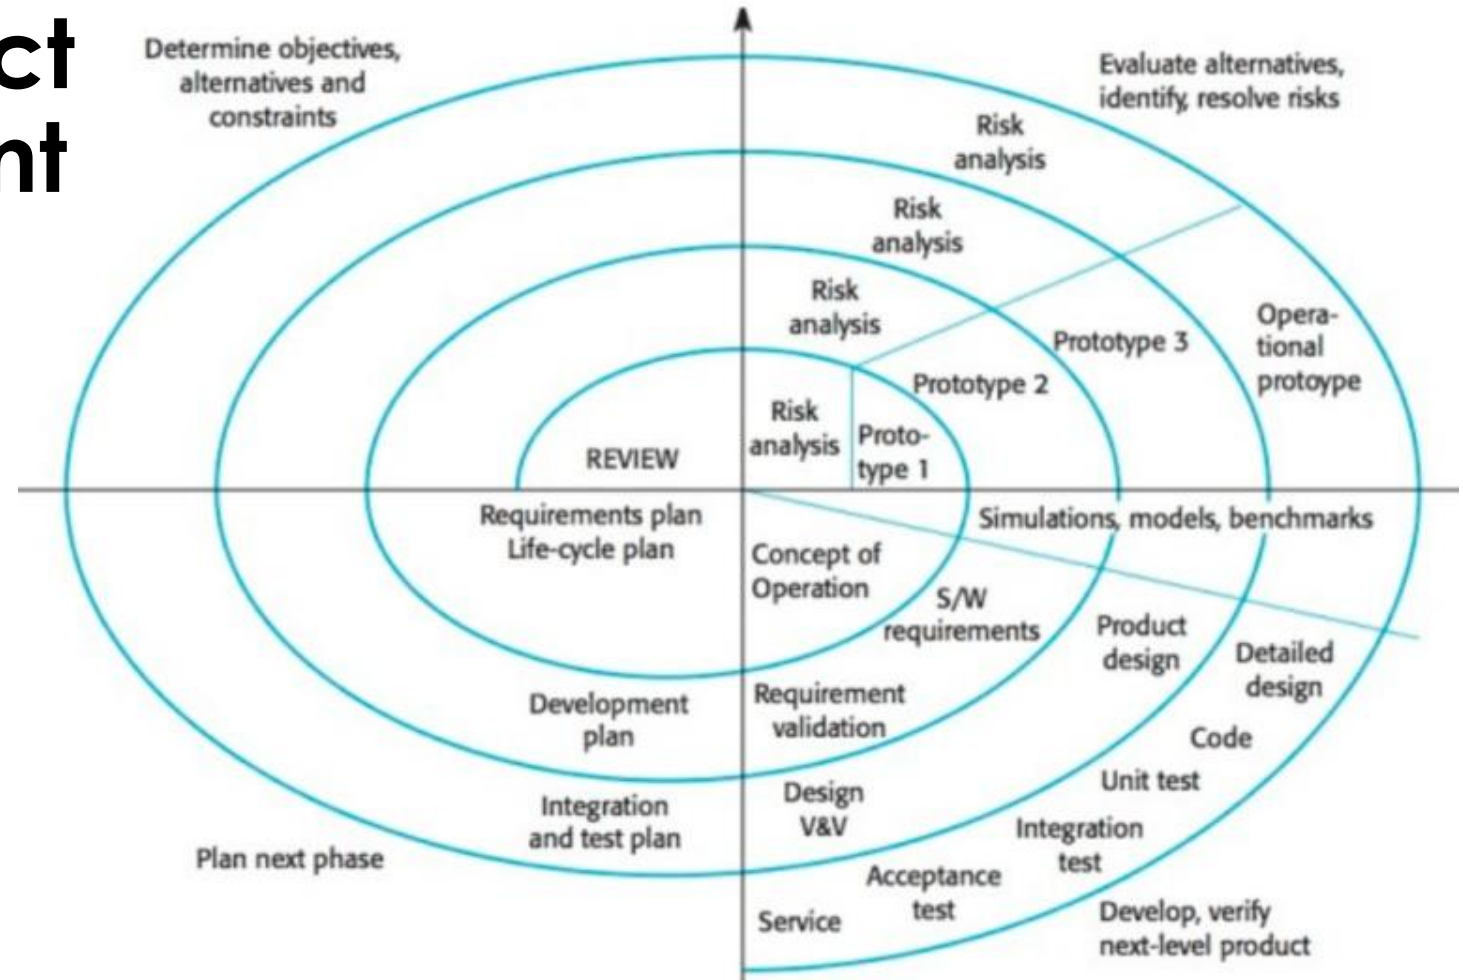 ct
nt
Determine objectives,
alternatives and
constraints
Evaluate alternatives,
identify, resolve risks
Risk
analysis
Risk
analysis
Risk
analysis
Risk
analysis
Proto-
type 1
Prototype 2
Prototype 3
Opera-
tional
protoype
REVIEW
Requirements plan
Life-cycle plan
Simulations, models, benchmarks
Concept of
Operation
S/W
requirements
Product
design
Detailed
design
Development
plan
Requirement
validation
Code
Unit test
Integration
and test plan
Design
V&V
Integration
test
Plan next phase
Acceptance
test
Service
Develop, verify
next-level product